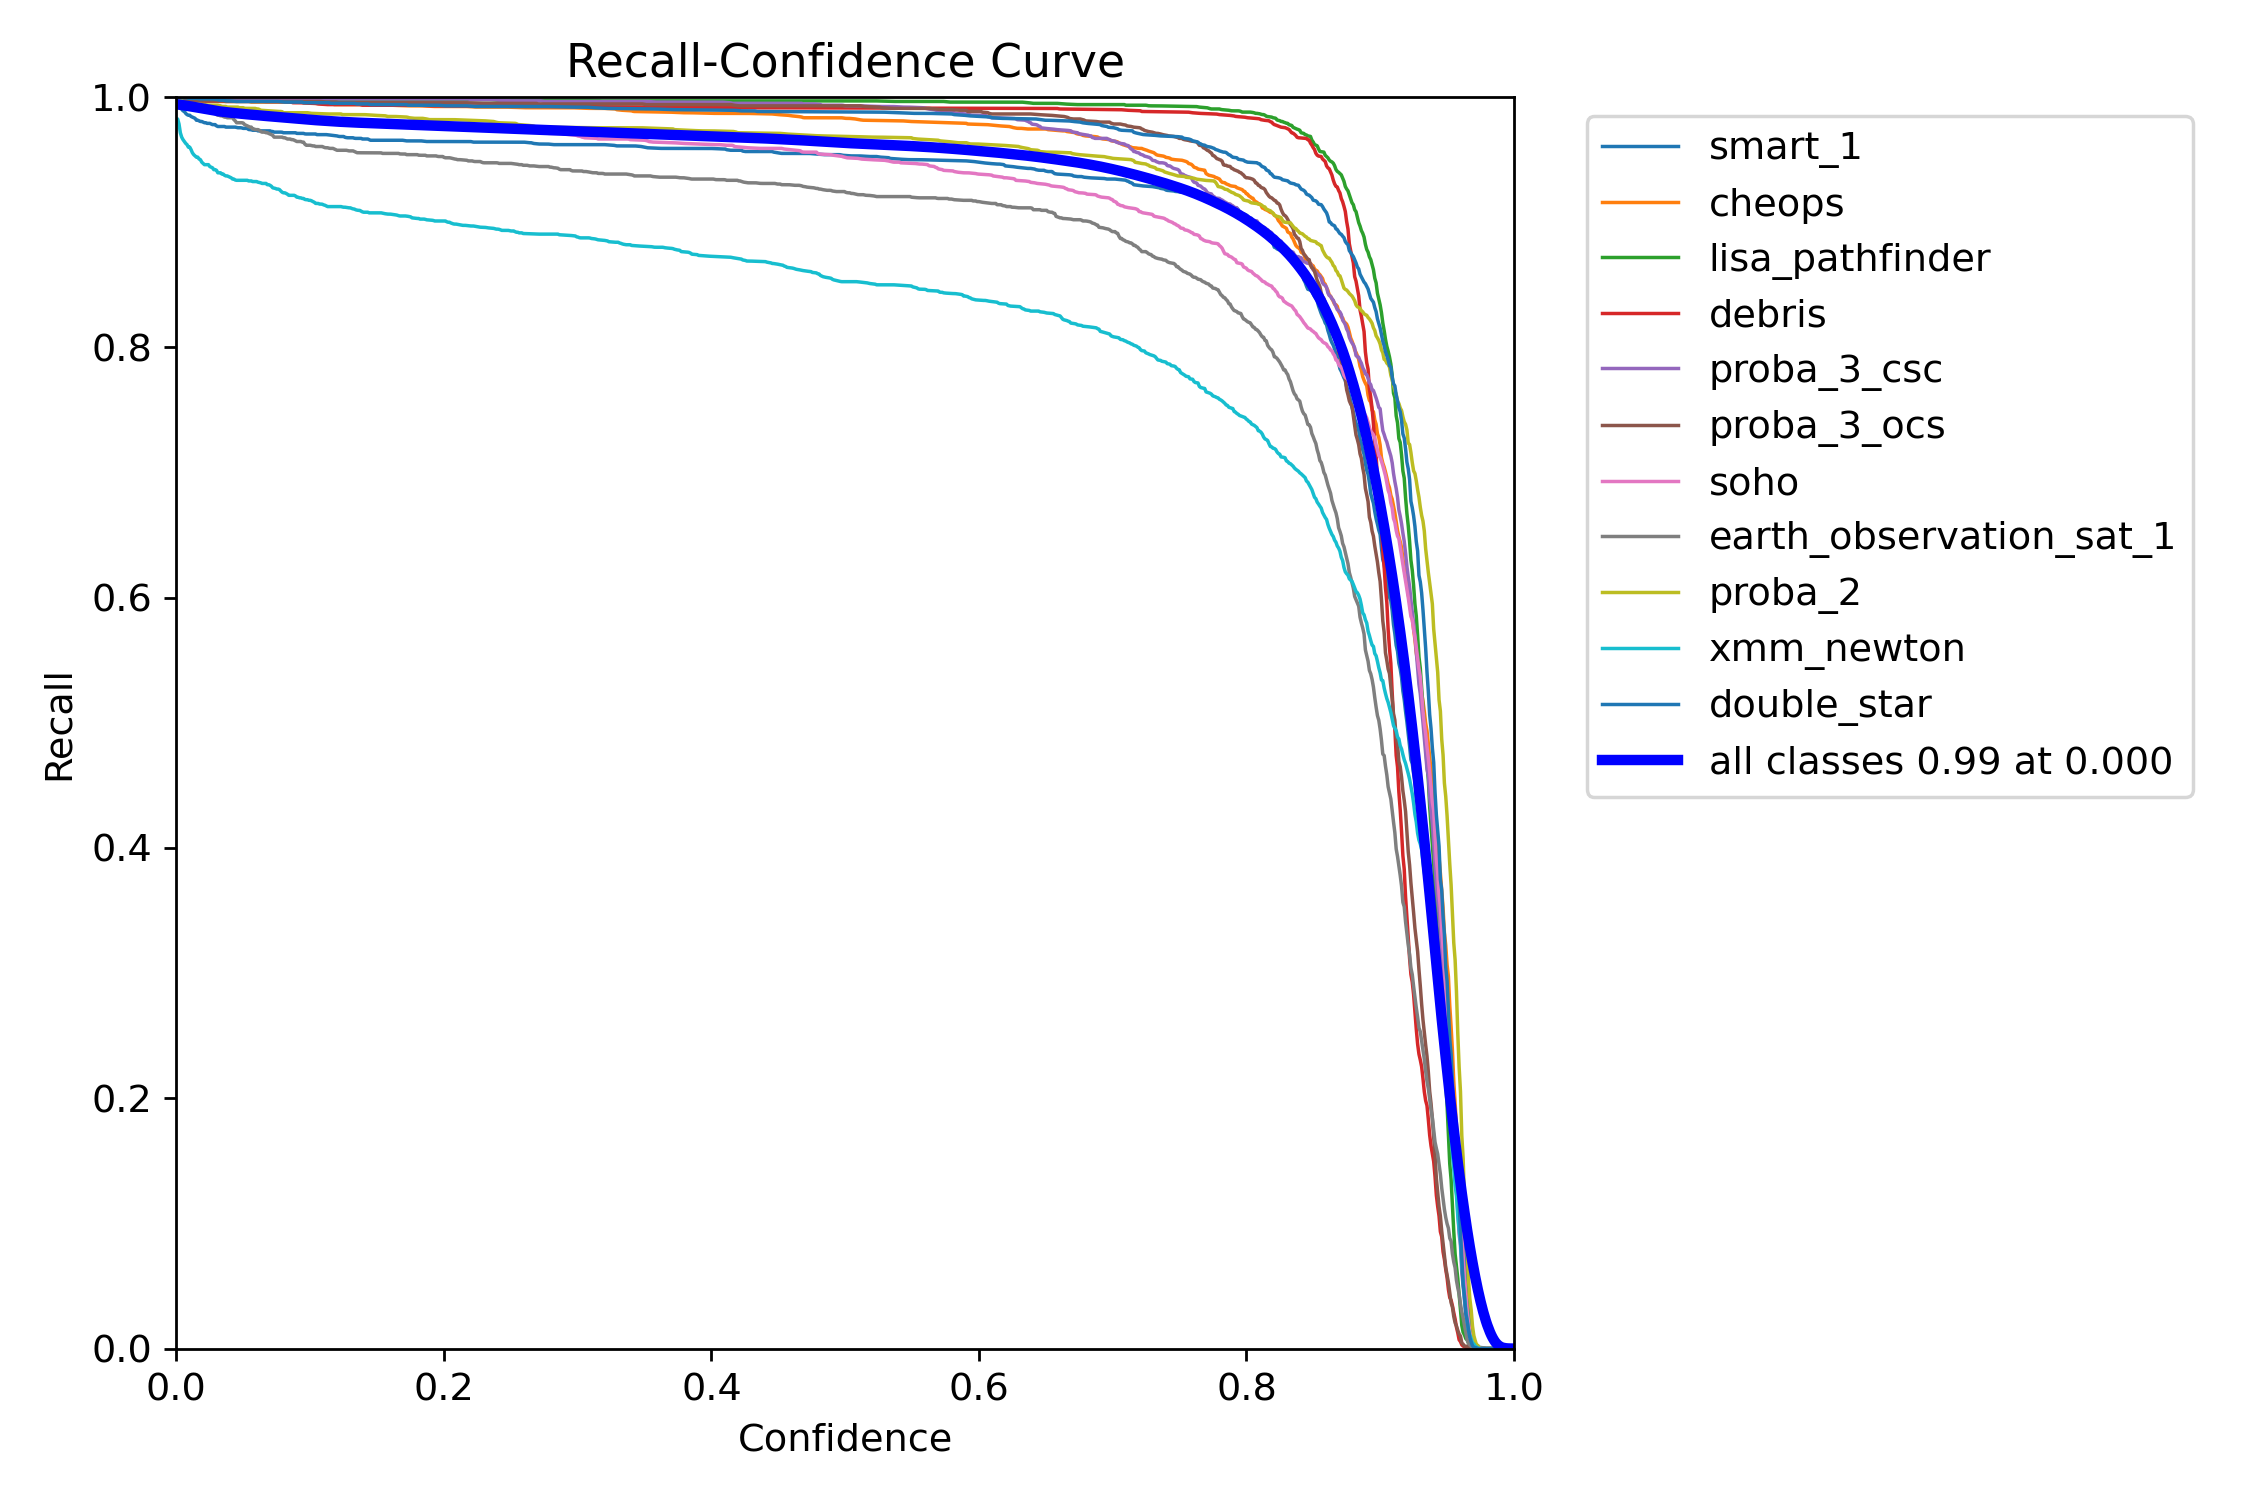 Recall-Confidence Curve
1.0
0.8
0.6
0.4
0.2
0.0
Recall
0.0 0.2 0.4 0.6 0.8 1.0
Confidence
smart_1
cheops
lisa_pathfinder
debris
proba_3_csc
proba_3_ocs
soho
earth_observation_sat_1
proba_2
xmm_newton
double_star
all classes 0.99 at 0.000